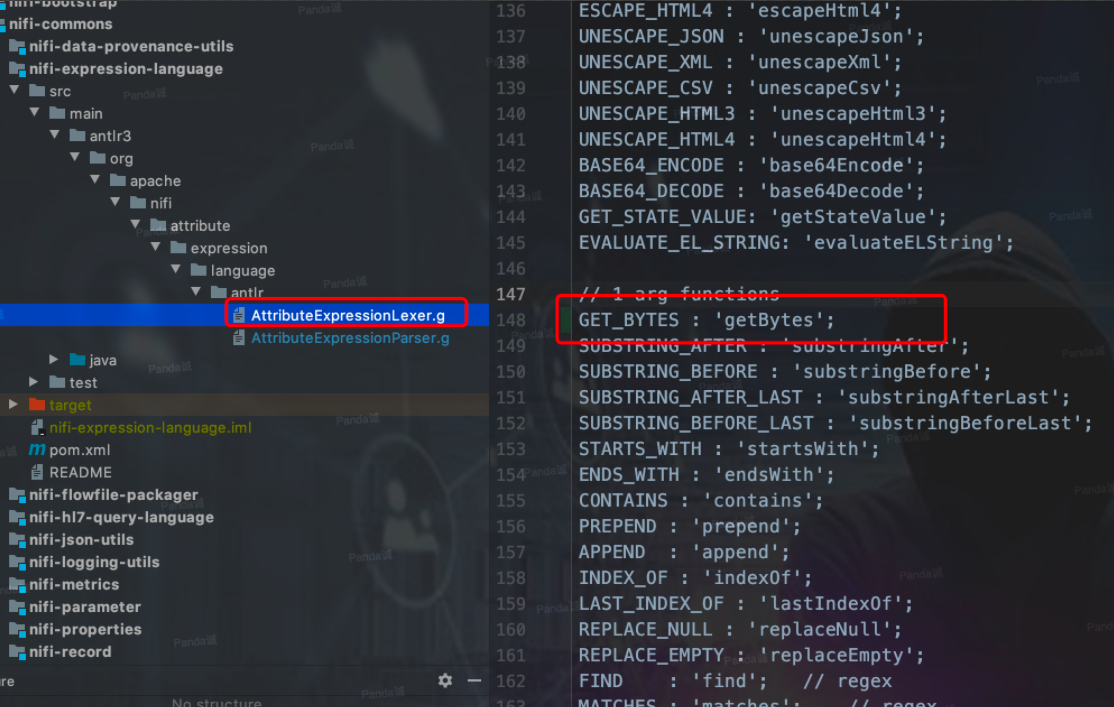 nifi-bootstrap
nifi-commons
nifi-data-provenance-utils
nifi-expression-language
src
main
antlr3
org
apache
nifi
attribute
expression
language
antlr
AttributeExpressionLexer.g
AttributeExpressionParser.g
java
test
target
nifi-expression-language.iml
pom.xml
README
nifi-flowfile-packager
nifi-hl7-query-language
nifi-json-utils
nifi-logging-utils
nifi-metrics
nifi-parameter
nifi-properties
nifi-record
re
No structure
136 ESCAPE_HTML4 : 'escapeHtml4';
137 UNESCAPE_JSON : 'unescapeJson';
138 UNESCAPE_XML : 'unescapeXml';
139 UNESCAPE_CSV : 'unescapeCsv';
140 UNESCAPE_HTML3 : 'unescapeHtml3';
141 UNESCAPE_HTML4 : 'unescapeHtml4';
142 BASE64_ENCODE : 'base64Encode';
143 BASE64_DECODE : 'base64Decode';
144 GET_STATE_VALUE: 'getStateValue';
145 EVALUATE_EL_STRING: 'evaluateELString';
146
147 // 1 arg functions
148 GET_BYTES : 'getBytes';
149 SUBSTRING_AFTER : 'substringAfter';
150 SUBSTRING_BEFORE : 'substringBefore';
151 SUBSTRING_AFTER_LAST : 'substringAfterLast';
152 SUBSTRING_BEFORE_LAST : 'substringBeforeLast';
153 STARTS_WITH : 'startsWith';
154 ENDS_WITH : 'endsWith';
155 CONTAINS : 'contains';
156 PREPEND : 'prepend';
157 APPEND : 'append';
158 INDEX_OF : 'indexOf';
159 LAST_INDEX_OF : 'lastIndexOf';
160 REPLACE_NULL : 'replaceNull';
161 REPLACE_EMPTY : 'replaceEmpty';
162 FIND : 'find'; // regex
163 MATCHES : 'matches'; // regex